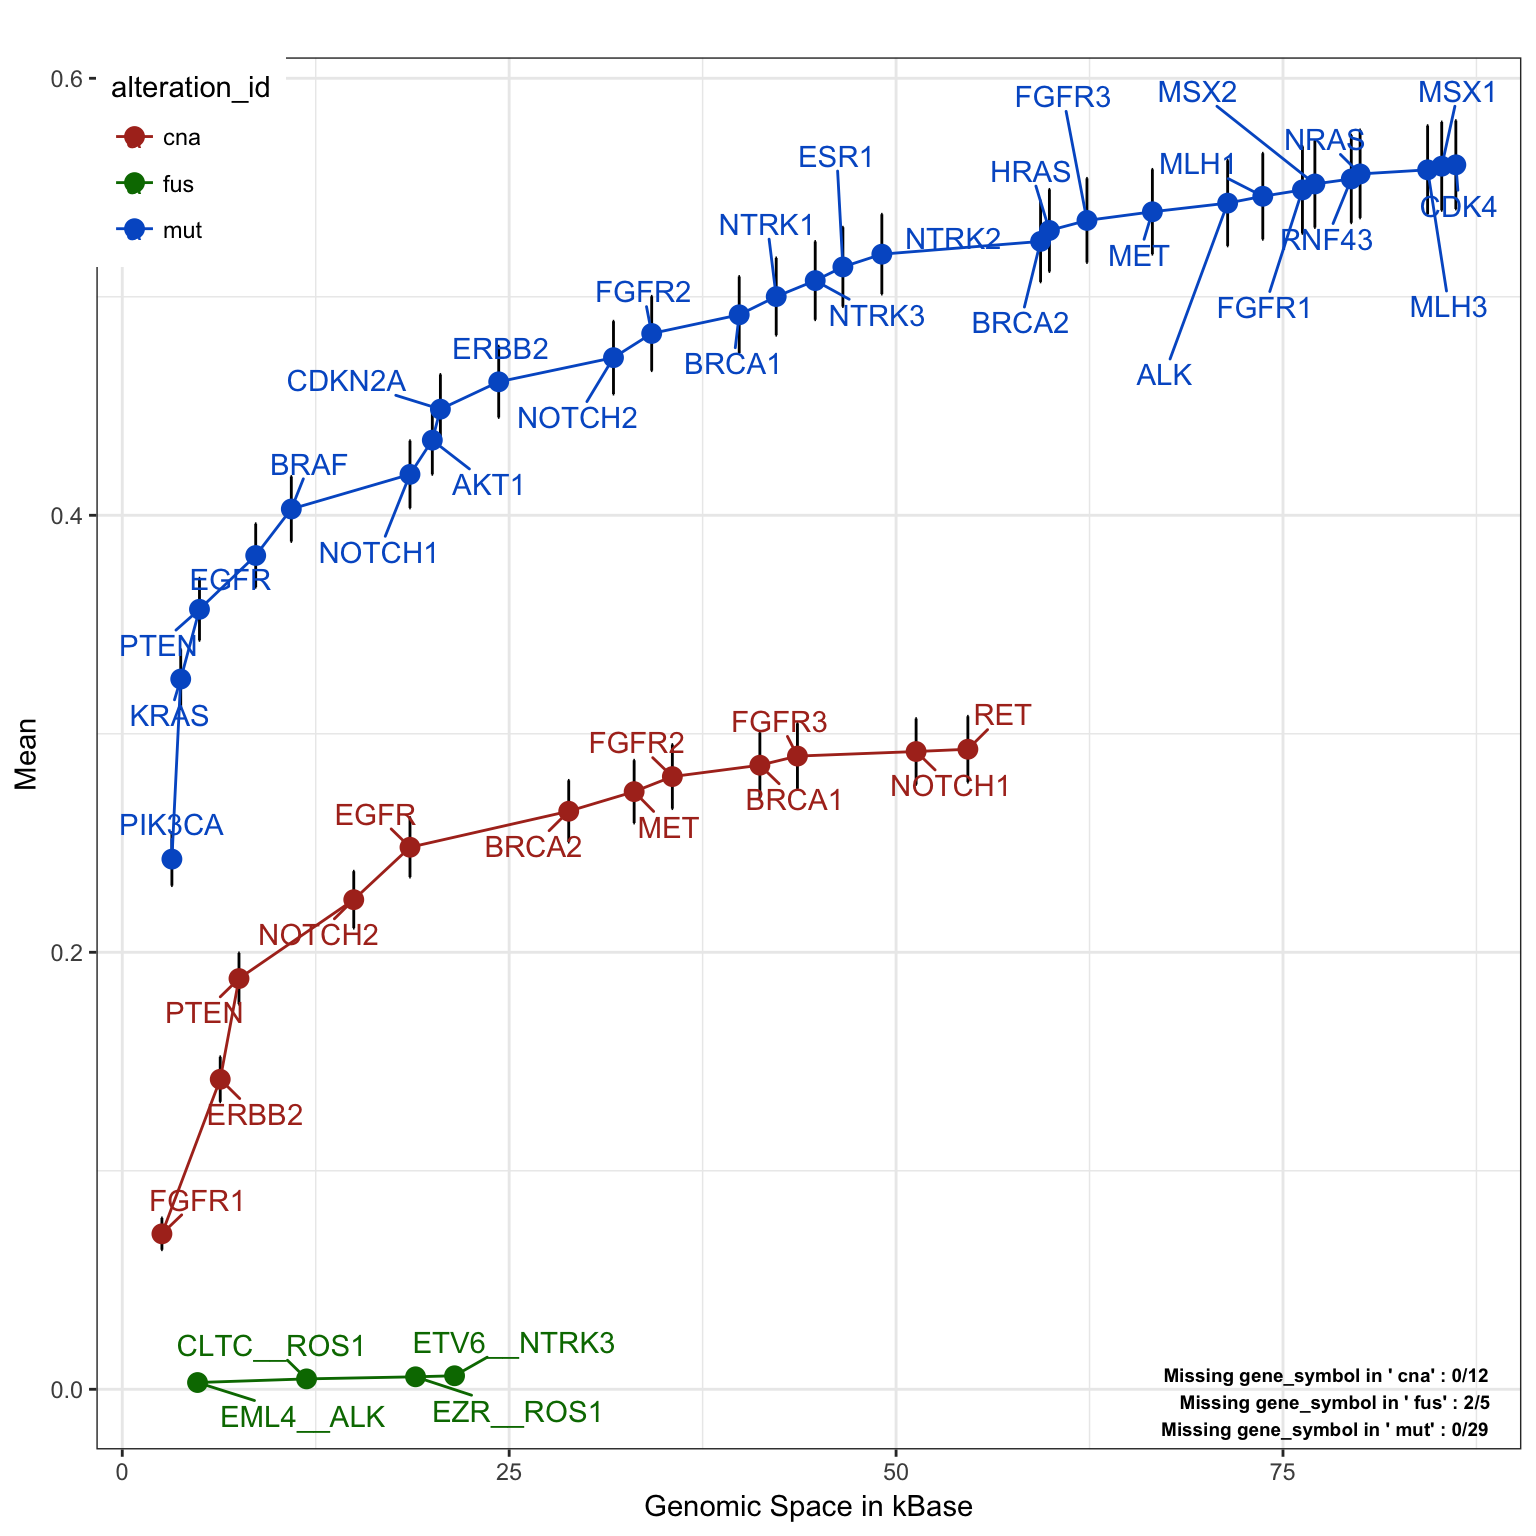 0.6
0.4
0.2
0.0
Mean
alteration_id
cna
fus
mut
MSX2
MSX1
FGFR3
NRAS
ESR1
MLH1
HRAS
CDK4
NTRK1
NTRK2
RNF43
MET
FGFR2
NTRK3
BRCA2
FGFR1
MLH3
ERBB2
BRCA1
ALK
CDKN2A
NOTCH2
BRAF
AKT1
NOTCH1
EGFR
PTEN
KRAS
PIK3CA
RET
FGFR3
FGFR2
NOTCH1
BRCA1
EGFR
MET
BRCA2
NOTCH2
PTEN
ERBB2
FGFR1
CLTC__ROS1
ETV6__NTRK3
EML4__ALK
EZR__ROS1
Missing gene_symbol in ' cna' : 0/12
Missing gene_symbol in ' fus' : 2/5
Missing gene_symbol in ' mut' : 0/29
0
25
50
75
Genomic Space in kBase